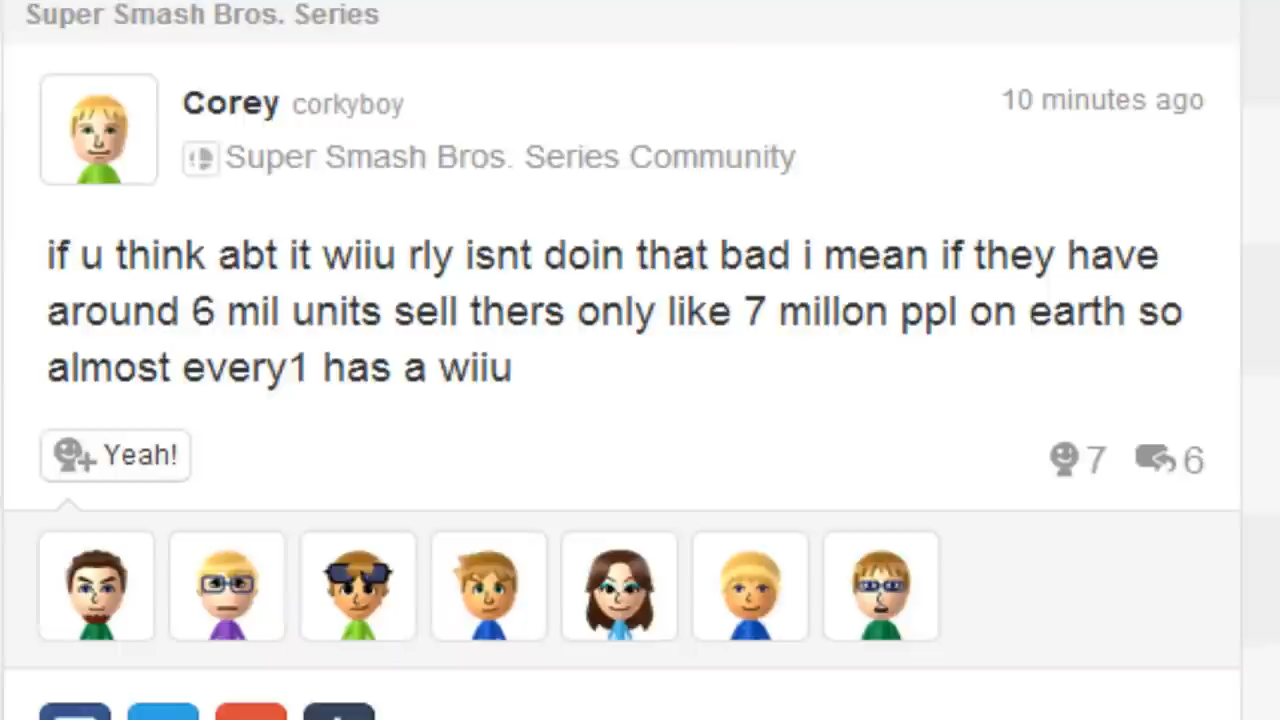 Super Smash Bros. Series
Corey corkyboy
10 minutes ago
Super Smash Bros. Series Community
if u think abt it wiiu rly isnt doin that bad i mean if they have
around 6 mil units sell thers only like 7 millon ppl on earth so
almost every1 has a wiiu
Yeah!
7 6